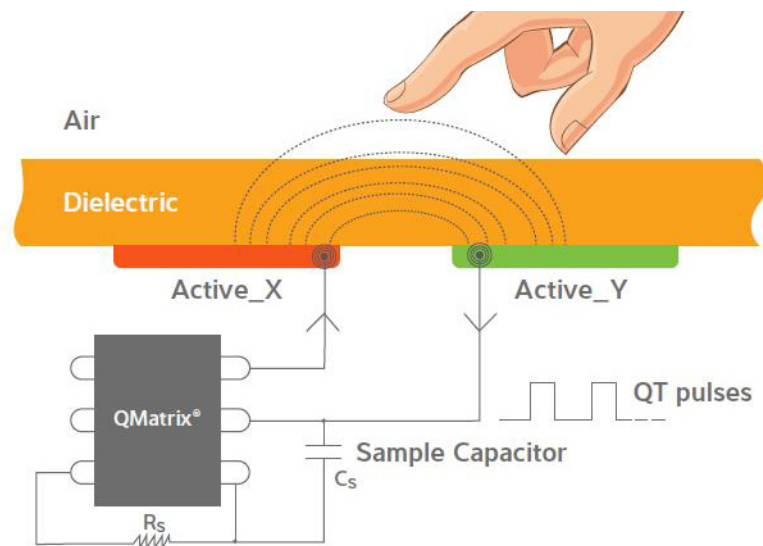 Air
Dielectric
Active_X
Active_Y
QMatrix®
QT pulses
Sample Capacitor
Cs
Rs